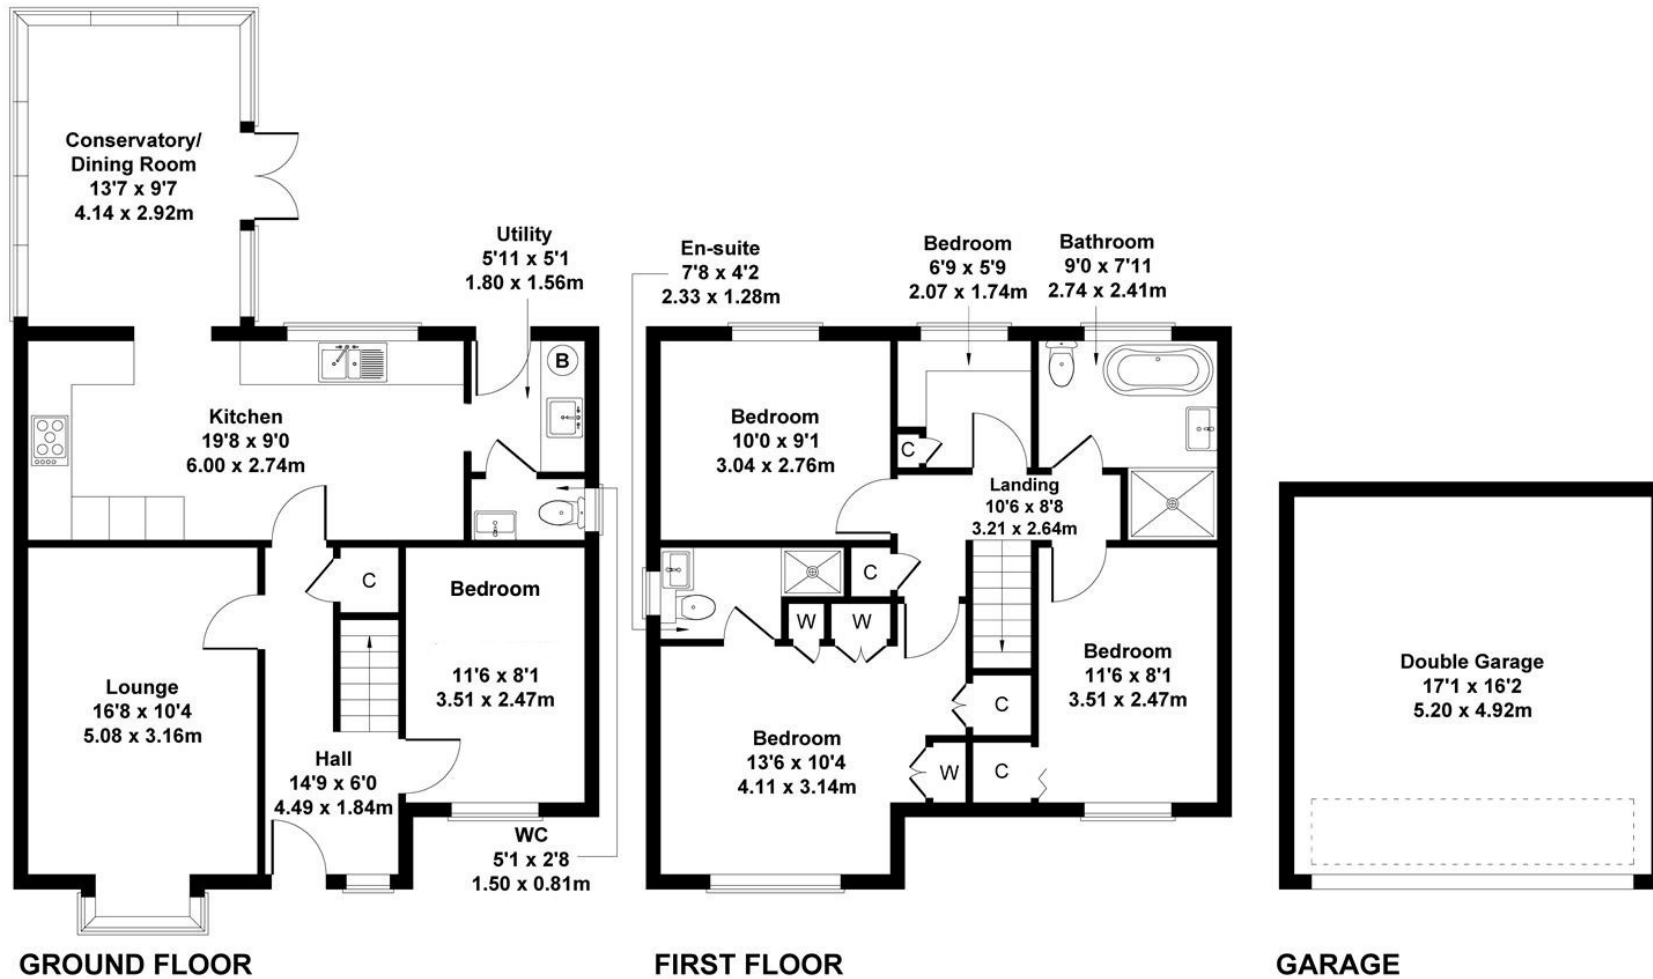 Conservatory/
Dining Room
13'7 x 9'7
4.14 x 2.92m
Utility
5'11 x 5'1
1.80 x 1.56m
B
Kitchen
19'8 x 9'0
6.00 x 2.74m
C
Bedroom
11'6 x 8'1
3.51 x 2.47m
Lounge
16'8 x 10'4
5.08 x 3.16m
Hall
14'9 x 6'0
4.49 x 1.84m
WC
5'1 x 2'8
1.50 x 0.81m
GROUND FLOOR
En-suite
7'8 x 4'2
2.33 x 1.28m
Bedroom
6'9 x 5'9
2.07 x 1.74m
Bathroom
9'0 x 7'11
2.74 x 2.41m
Bedroom
10'0 x 9'1
3.04 x 2.76m
C
Landing
10'6 x 8'8
3.21 x 2.64m
C
W
W
Bedroom
11'6 x 8'1
3.51 x 2.47m
C
Bedroom
13'6 x 10'4
4.11 x 3.14m
W
C
FIRST FLOOR
Double Garage
17'1 x 16'2
5.20 x 4.92m
GARAGE